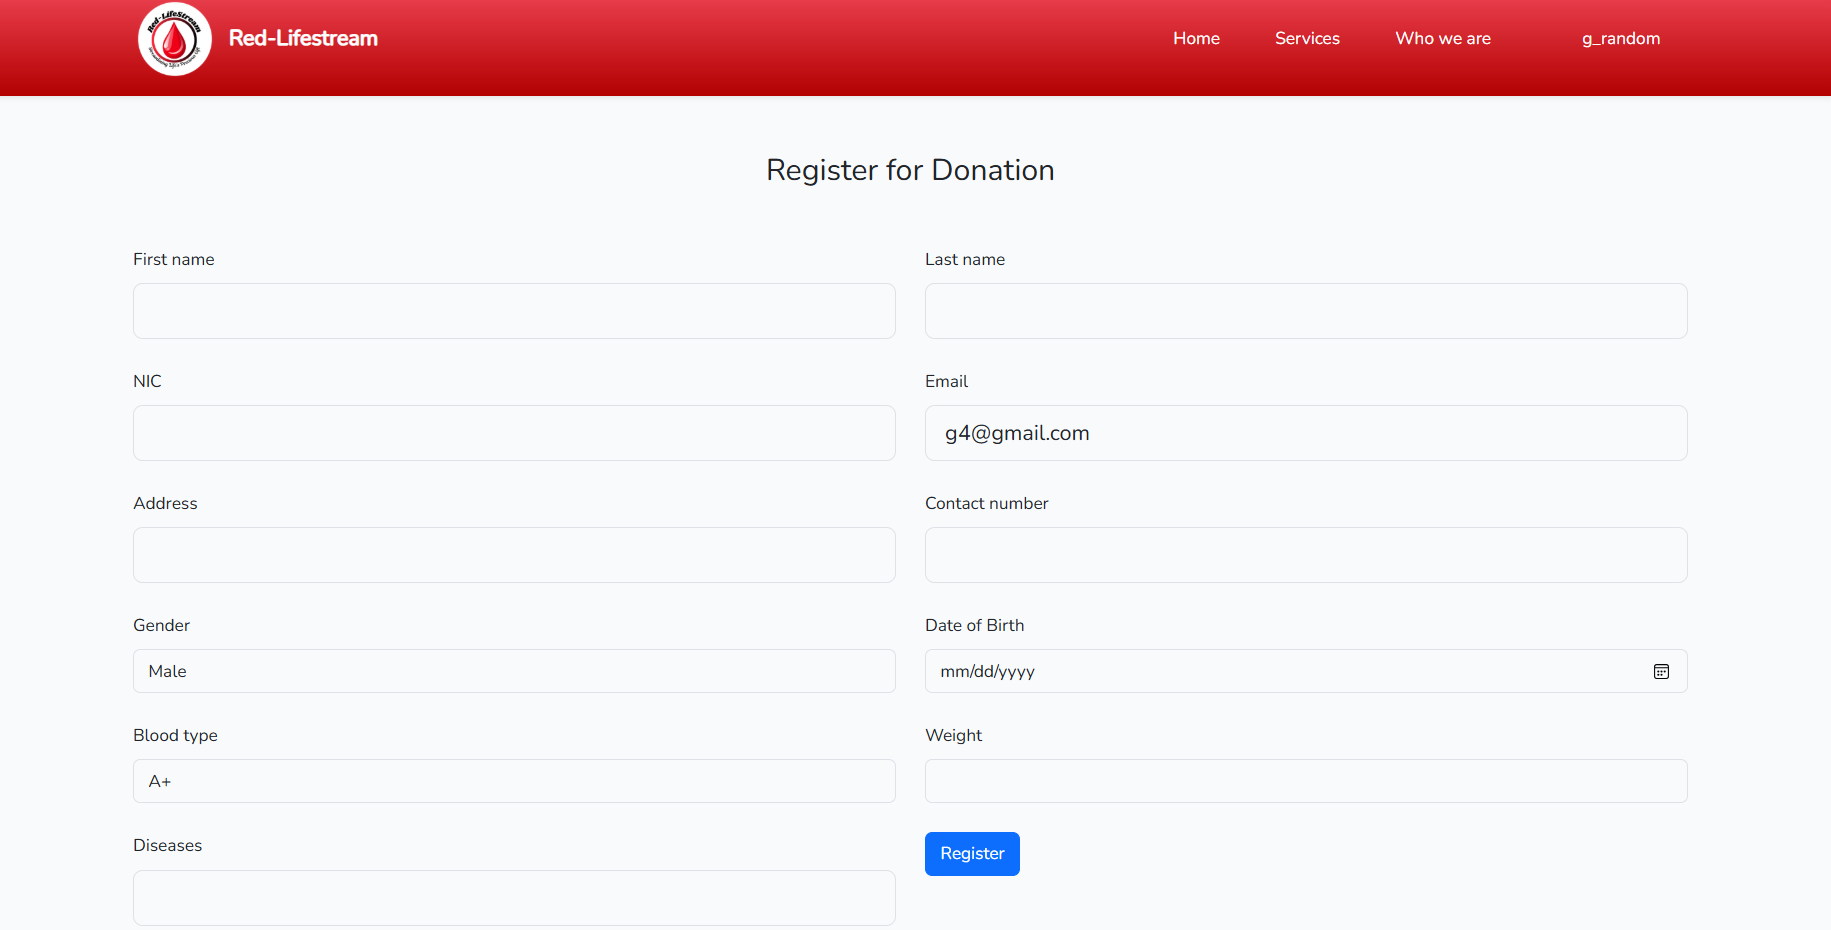 Red-LifeStream
Red-Lifestream
Home
Services
Who we are
g_random
Register for Donation
First name
Last name
NIC
Email
g4@gmail.com
Address
Contact number
Gender
Male
Date of Birth
mm/dd/yyyy
Blood type
A+
Weight
Diseases
Register